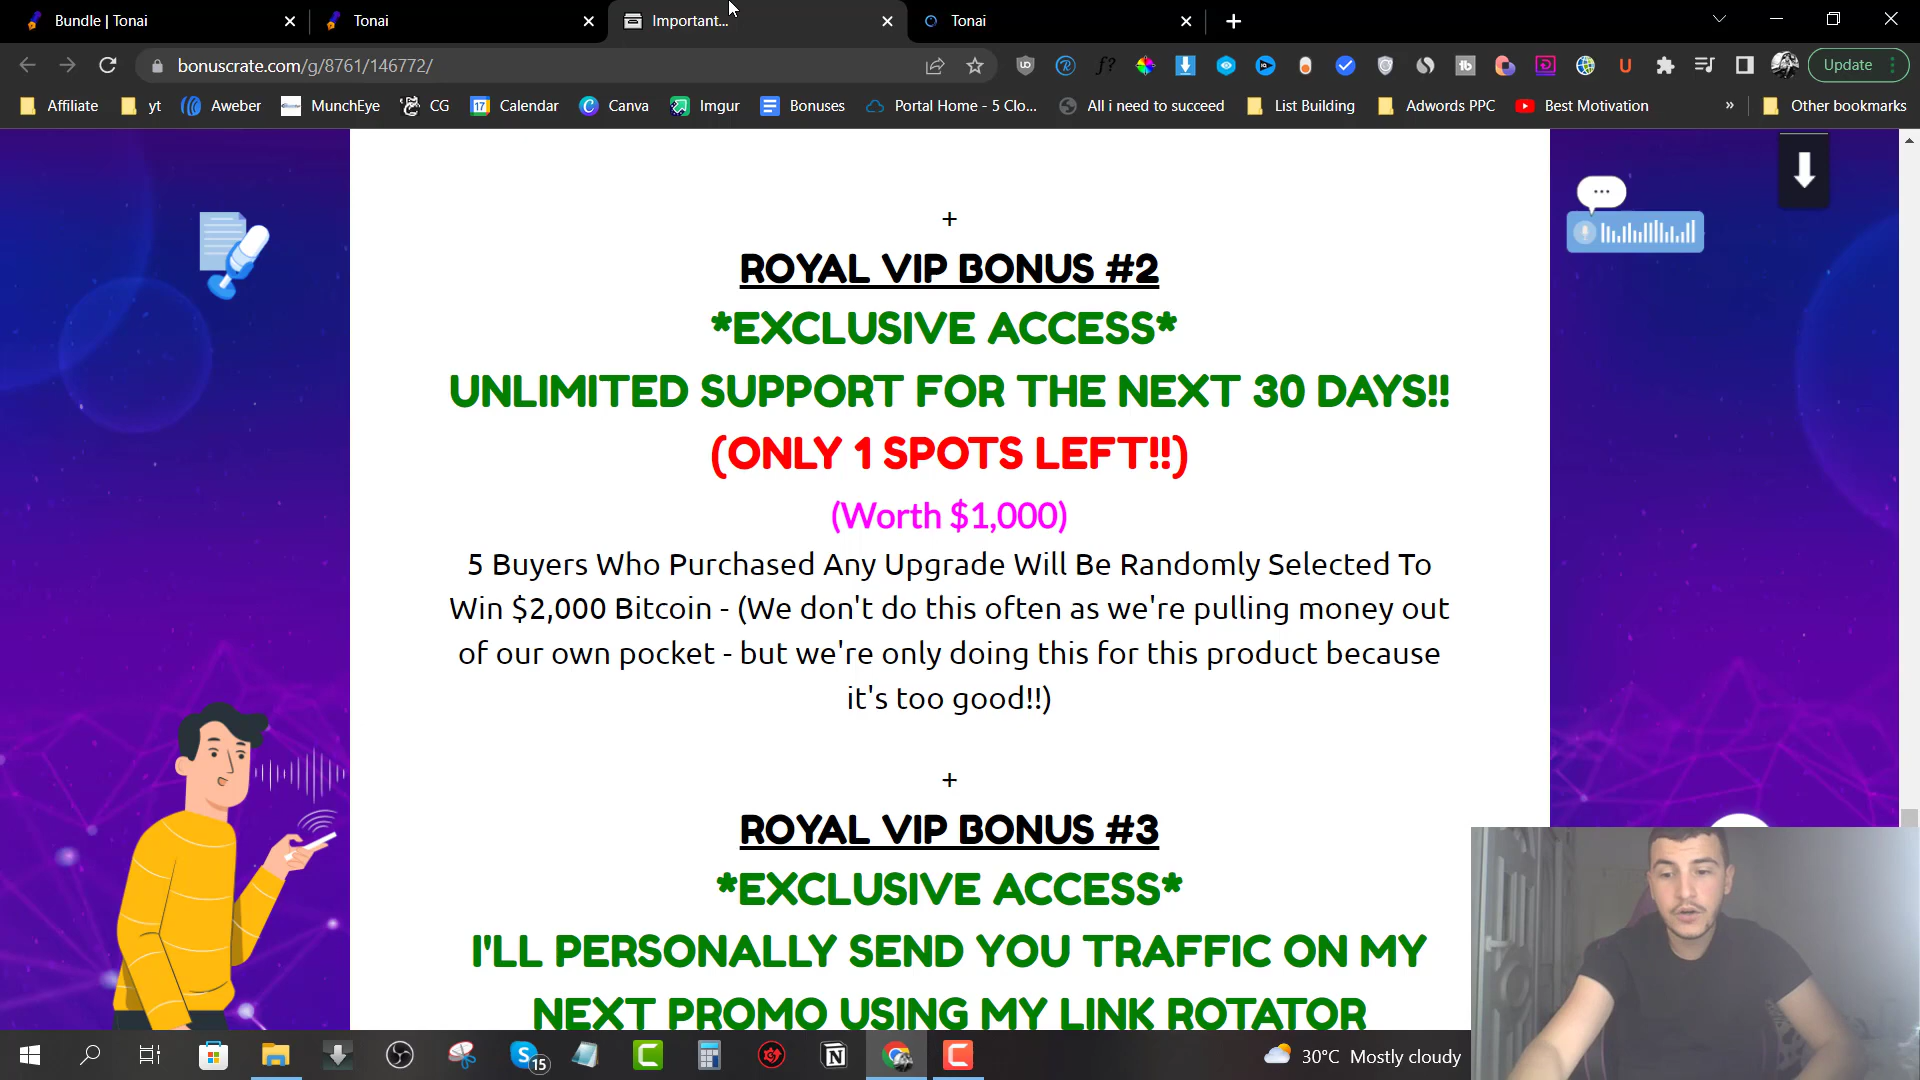 Bundle | Tonai
Tonai
Important...
Tonai
bonuscrate.com/g/8761/146772/
Update
Affiliate
yt
Aweber
MunchEye
CG
Calendar
Canva
Imgur
Bonuses
Portal Home - 5 Clo...
All i need to succeed
List Building
Adwords PPC
Best Motivation
»
Other bookmarks
+
ROYAL VIP BONUS #2
*EXCLUSIVE ACCESS*
UNLIMITED SUPPORT FOR THE NEXT 30 DAYS!!
(ONLY 1 SPOTS LEFT!!)
(Worth $1,000)
5 Buyers Who Purchased Any Upgrade Will Be Randomly Selected To
Win $2,000 Bitcoin - (We don't do this often as we're pulling money out
of our own pocket - but we're only doing this for this product because
it's too good!!)
+
ROYAL VIP BONUS #3
*EXCLUSIVE ACCESS*
I'LL PERSONALLY SEND YOU TRAFFIC ON MY
NEXT PROMO USING MY LINK ROTATOR
15
30°C Mostly cloudy